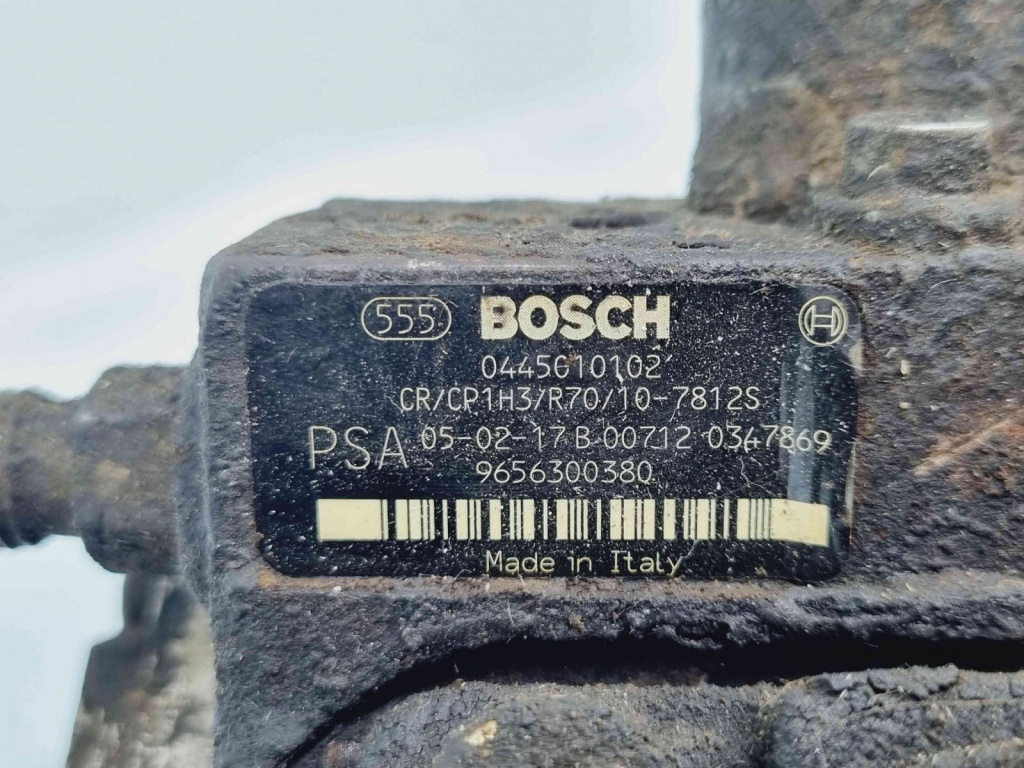 555 BOSCH
0445010102
CR/CP1H3/R70/10-7812S
PSA 05-02-17 B 00712 0347869
9656300380
Made in Italy